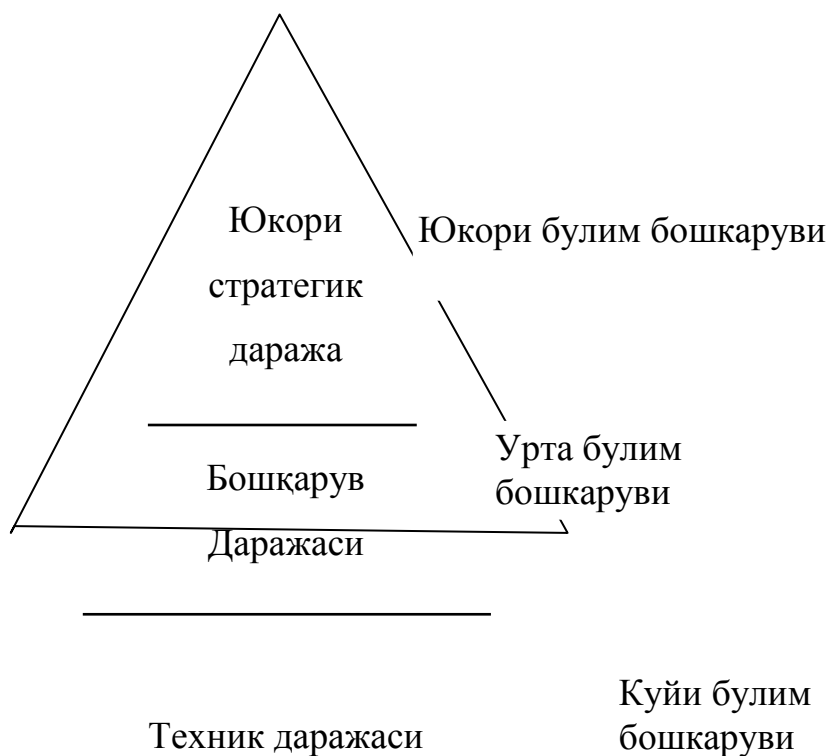 Юкори
стратегик
даража
Юкори булим бошкаруви
Бошқарув
Даражаси
Урта булим
бошкаруви
Техник даражаси
Куйи булим
бошкаруви